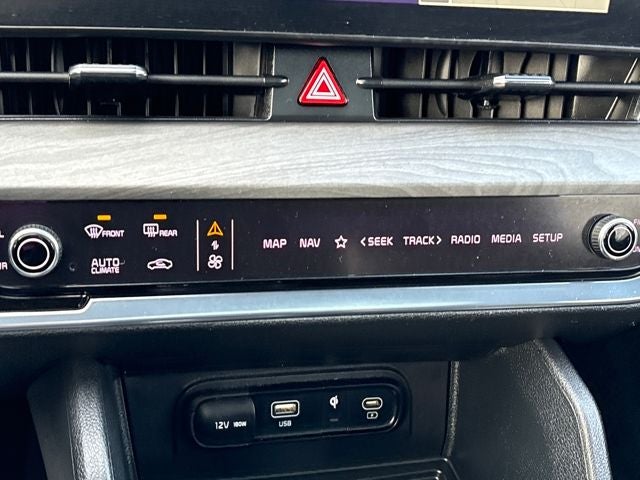 FRONT REAR
MAP NAV <SEEK TRACK> RADIO MEDIA SETUP
AUTO
CLIMATE
12V 180W USB